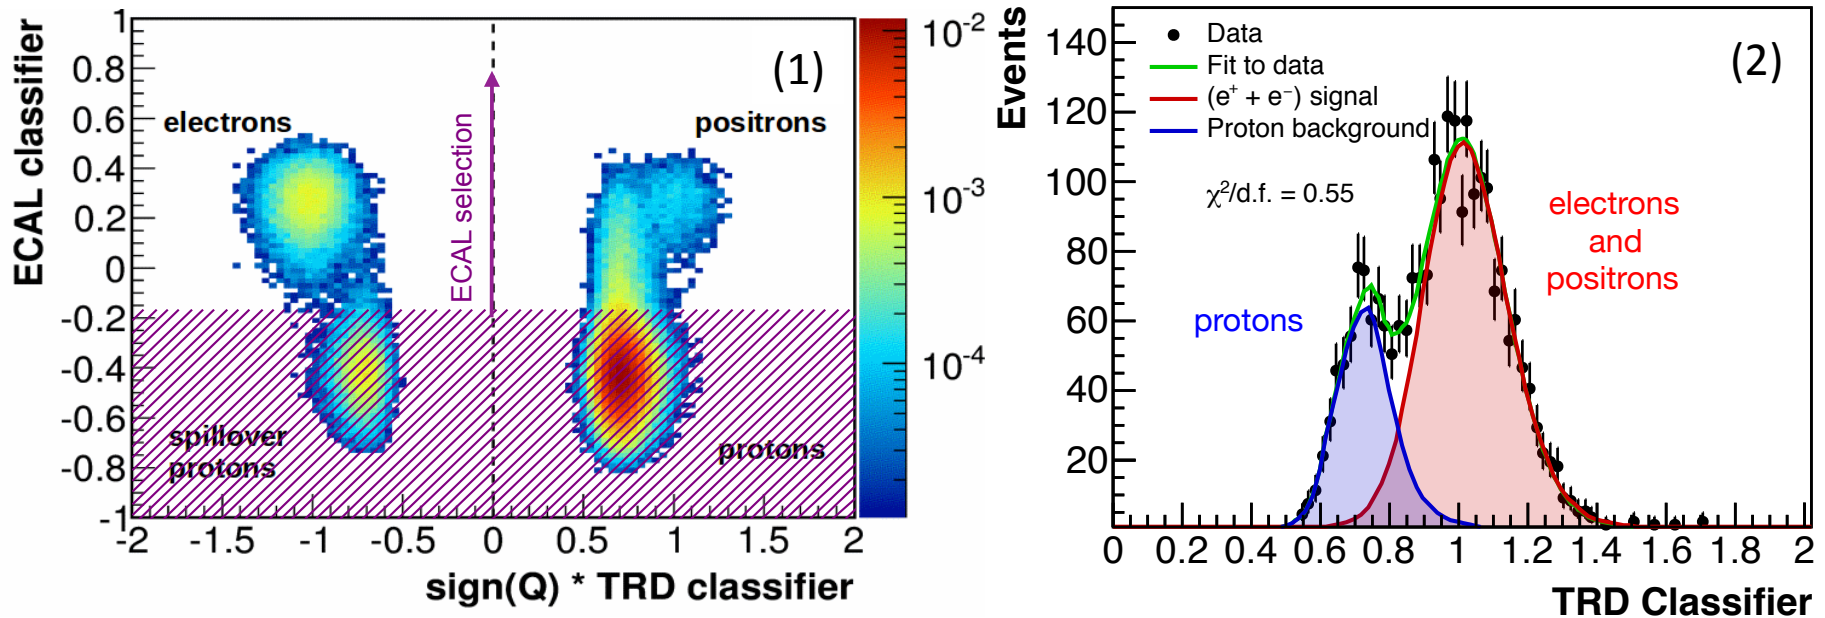 (1)
ECAL classifier
1
0.8
0.6
0.4
0.2
0
-0.2
-0.4
-0.6
-0.8
-1
electrons
positrons
ECAL selection
spillover
protons
protons
-2
-1.5
-1
-0.5
0
0.5
1
1.5
2
sign(Q) * TRD classifier
10-2
10-3
10-4
(2)
Events
140
120
100
80
60
40
20
Data
Fit to data
(e+ + e−) signal
Proton background
χ2/d.f. = 0.55
protons
electrons
and
positrons
0
0.2
0.4
0.6
0.8
1
1.2
1.4
1.6
1.8
2
TRD Classifier